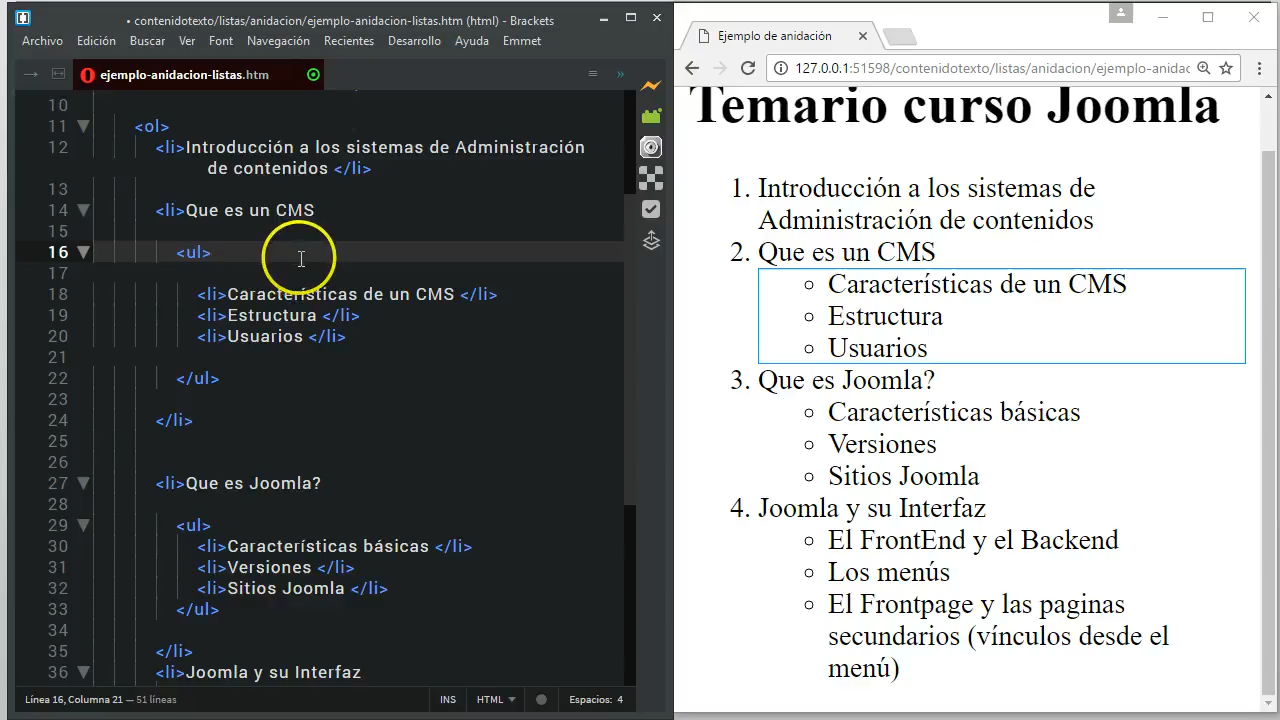 • contenidotexto/listas/anidacion/ejemplo-anidacion-listas.htm (html) - Brackets
Archivo Edición Buscar Ver Font Navegación Recientes Desarrollo Ayuda Emmet
ejemplo-anidacion-listas.htm
10
11 <ol>
12 <li>Introducción a los sistemas de Administración
de contenidos </li>
13
14 <li>Que es un CMS
15
16 <ul>
17
18 <li>Características de un CMS </li>
19 <li>Estructura </li>
20 <li>Usuarios </li>
21
22 </ul>
23
24 </li>
25
26
27 <li>Que es Joomla?
28
29 <ul>
30 <li>Características básicas </li>
31 <li>Versiones </li>
32 <li>Sitios Joomla </li>
33 </ul>
34
35 </li>
36 <li>Joomla y su Interfaz
Línea 16, Columna 21 — 51 líneas INS HTML Espacios: 4
Ejemplo de anidación
127.0.0.1:51598/contenidotexto/listas/anidacion/ejemplo-anidac
Temario curso Joomla
1. Introducción a los sistemas de
Administración de contenidos
2. Que es un CMS
Características de un CMS
Estructura
Usuarios
3. Que es Joomla?
Características básicas
Versiones
Sitios Joomla
4. Joomla y su Interfaz
El FrontEnd y el Backend
Los menús
El Frontpage y las paginas
secundarios (vínculos desde el
menú)